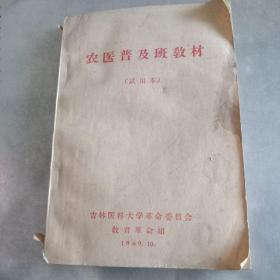 农医普及班教材
（试用本）
吉林医科大学革命委员会
教育革命组
1969.10.